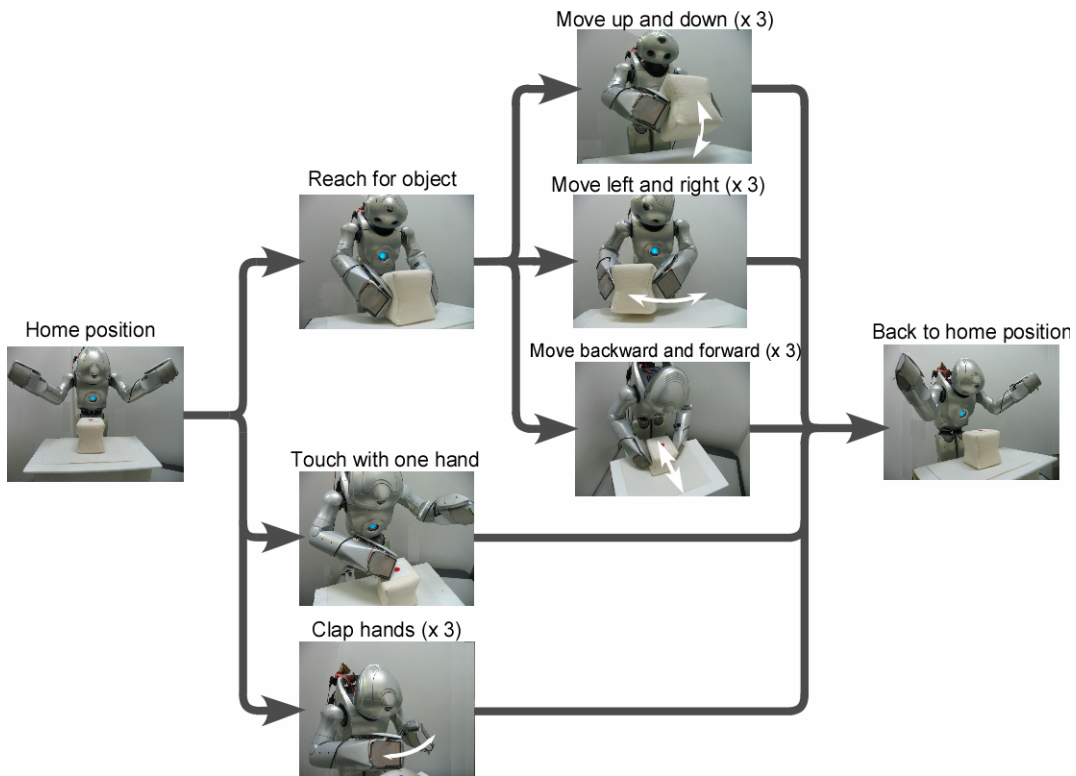 Move up and down (x 3)
Reach for object
Move left and right (x 3)
Home position
Move backward and forward (x 3)
Back to home position
Touch with one hand
Clap hands (x 3)